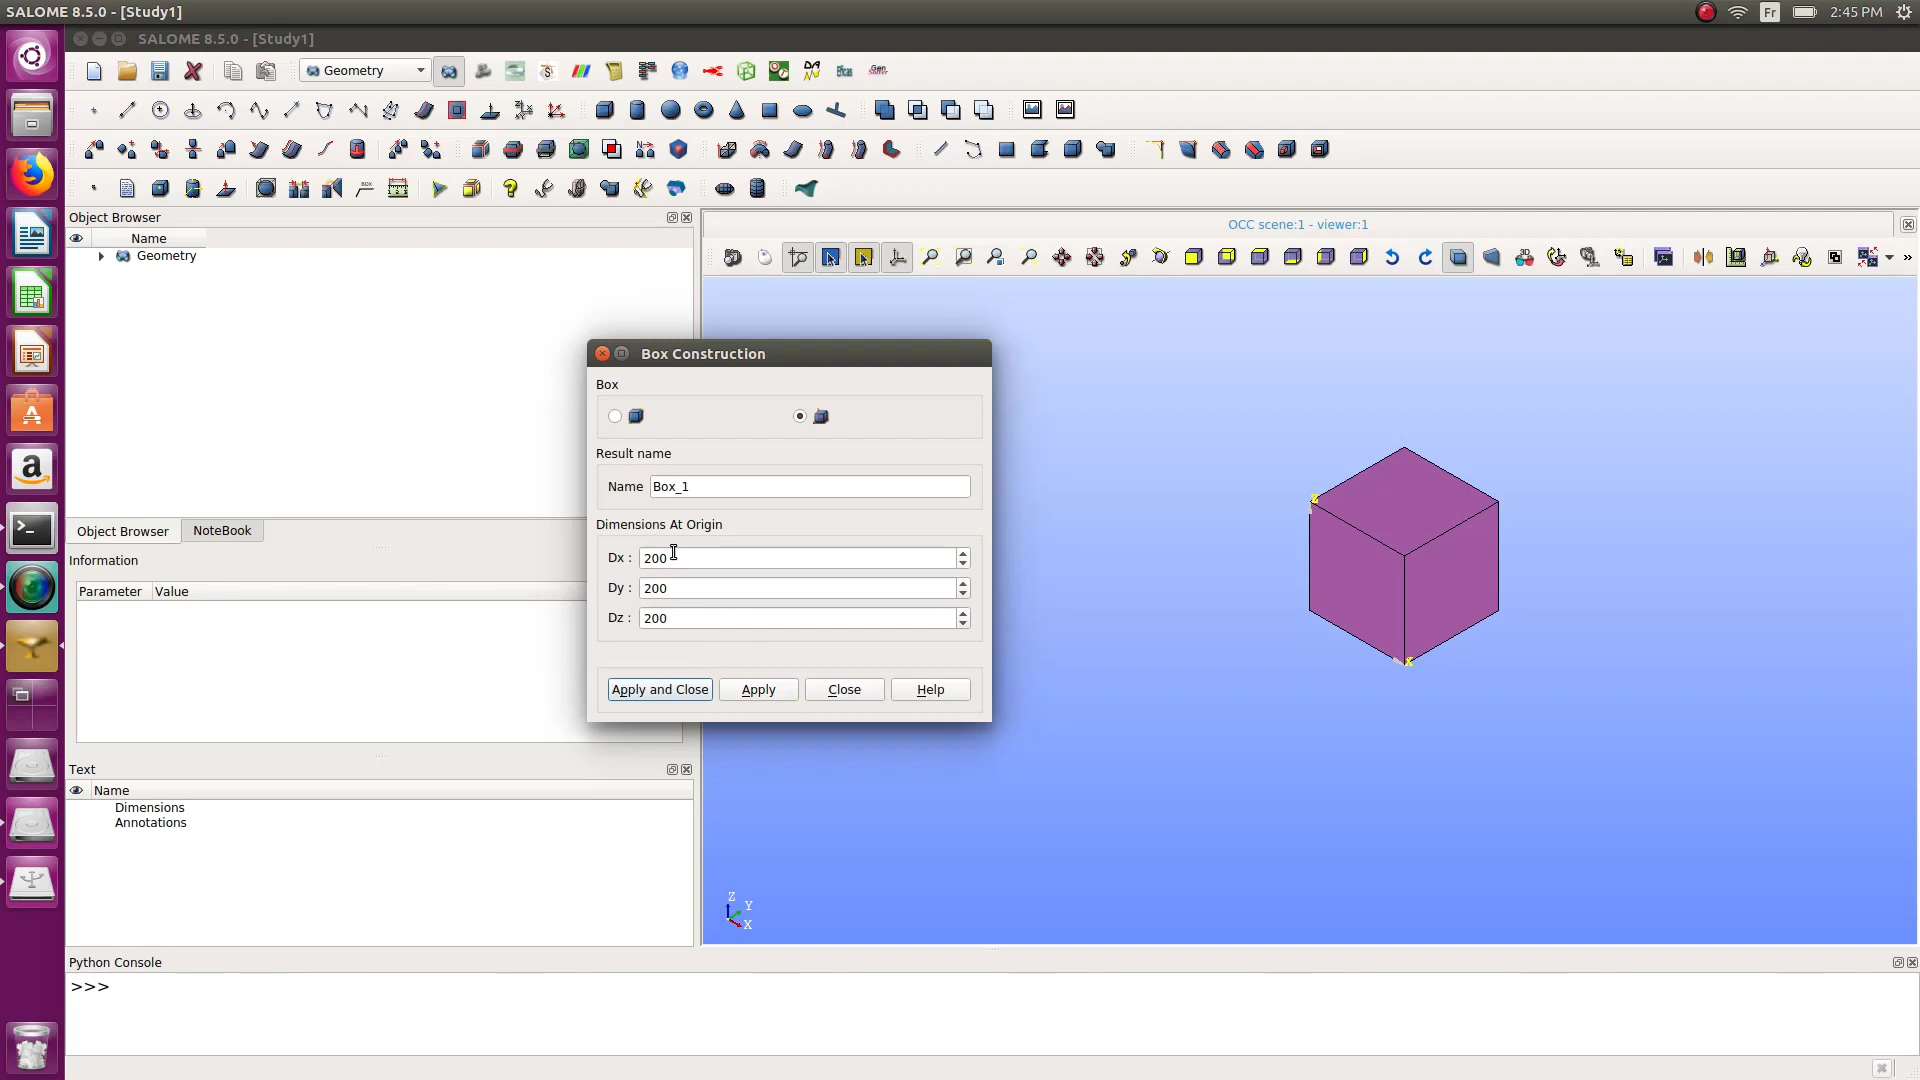 SALOME 8.5.0 - [Study1]
Fr
2:45 PM
SALOME 8.5.0 - [Study1]
Geometry
Object Browser
Name
Geometry
OCC scene:1 - viewer:1
Box Construction
Box
Result name
Name Box_1
Dimensions At Origin
Dx : 200
Dy : 200
Dz : 200
Apply and Close
Apply
Close
Help
Object Browser
NoteBook
Information
Parameter
Value
Text
Name
Dimensions
Annotations
Z
X
Z
Y
X
Python Console
>>>